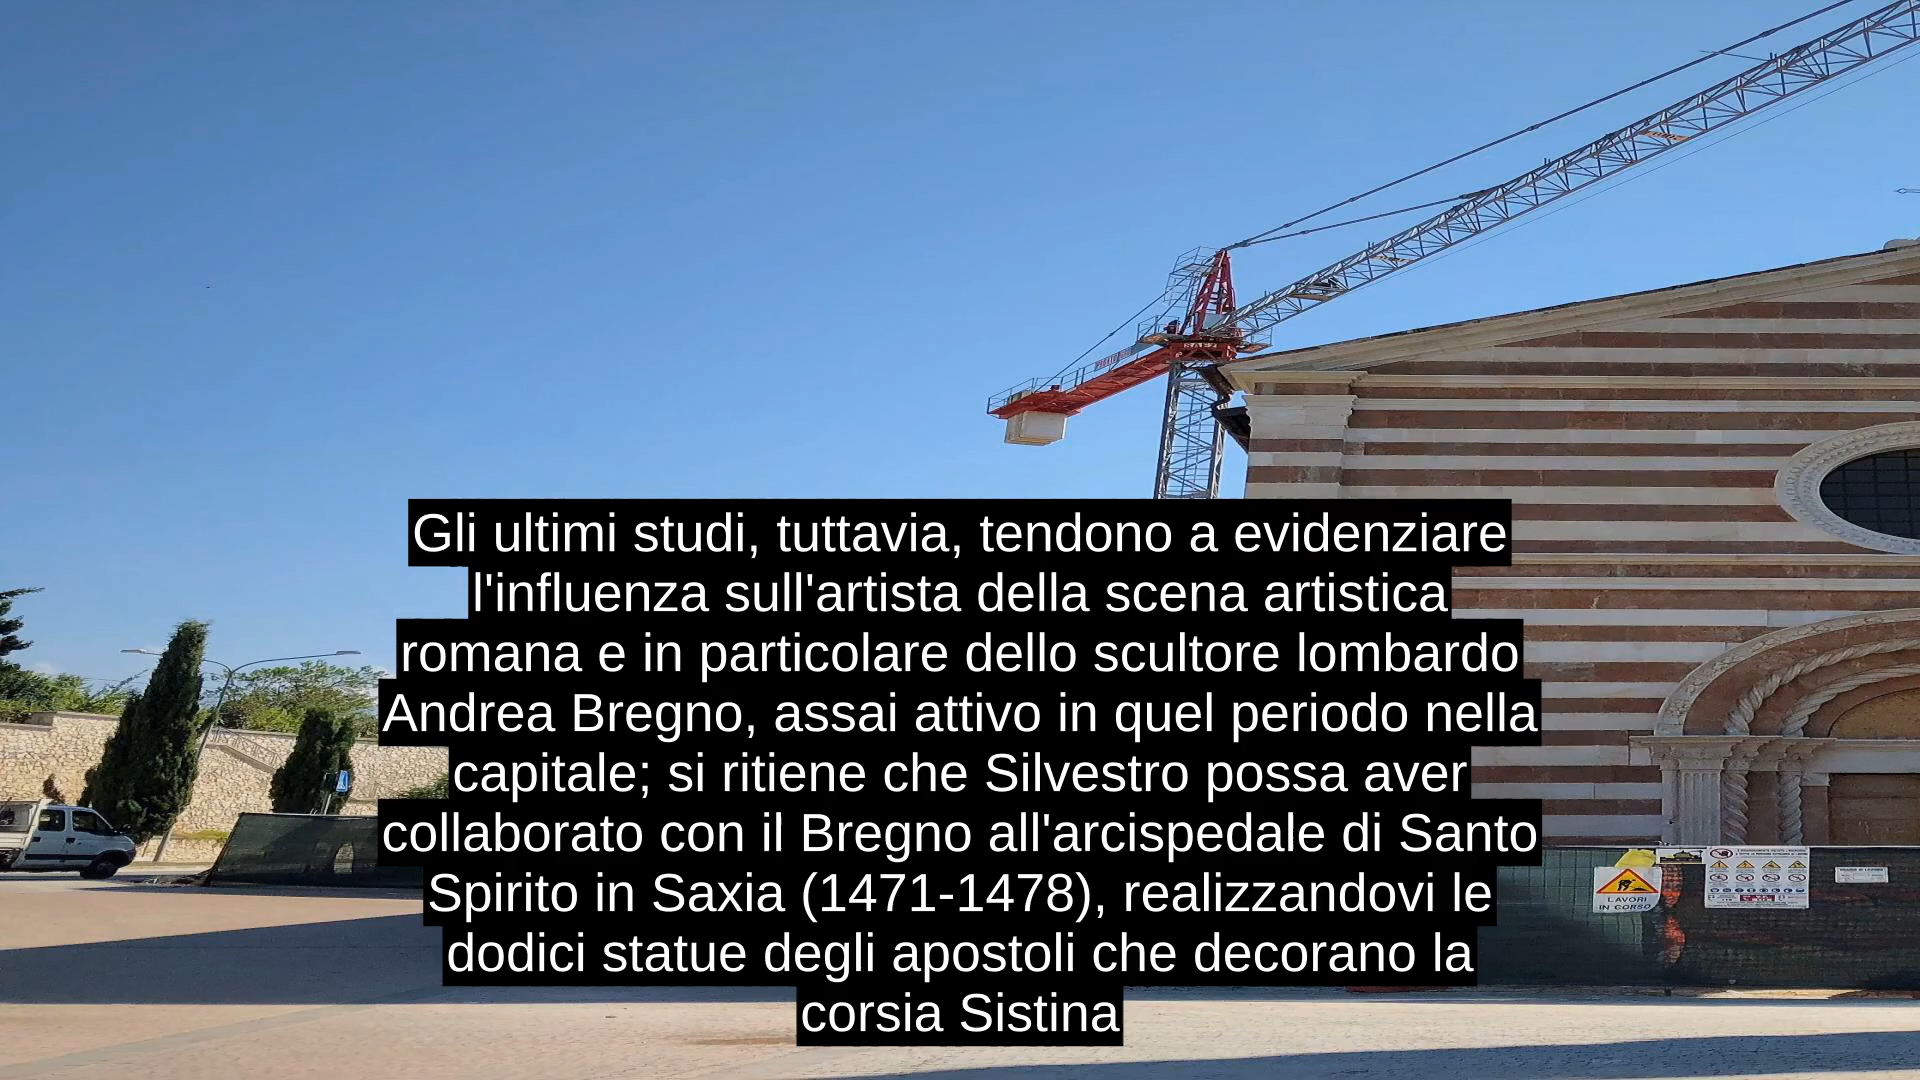 SAEZ
Gli ultimi studi, tuttavia, tendono a evidenziare
l'influenza sull'artista della scena artistica
romana e in particolare dello scultore lombardo
Andrea Bregno, assai attivo in quel periodo nella
capitale; si ritiene che Silvestro possa aver
collaborato con il Bregno all'arcispedale di Santo
Spirito in Saxia (1471-1478), realizzandovi le
dodici statue degli apostoli che decorano la
corsia Sistina
LAVORI
IN CORSO